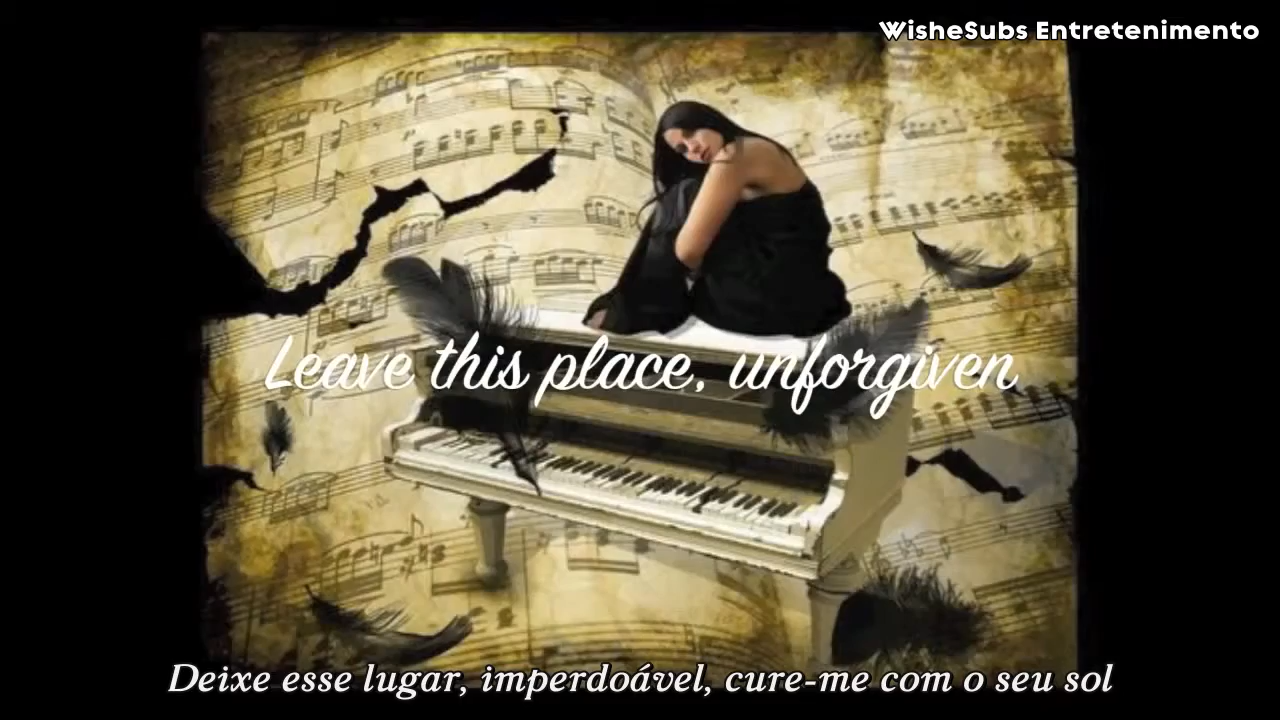 WisheSubs Entretenimento
Leave this place, unforgiven
Deixe esse lugar, imperdoável, cure-me com o seu sol